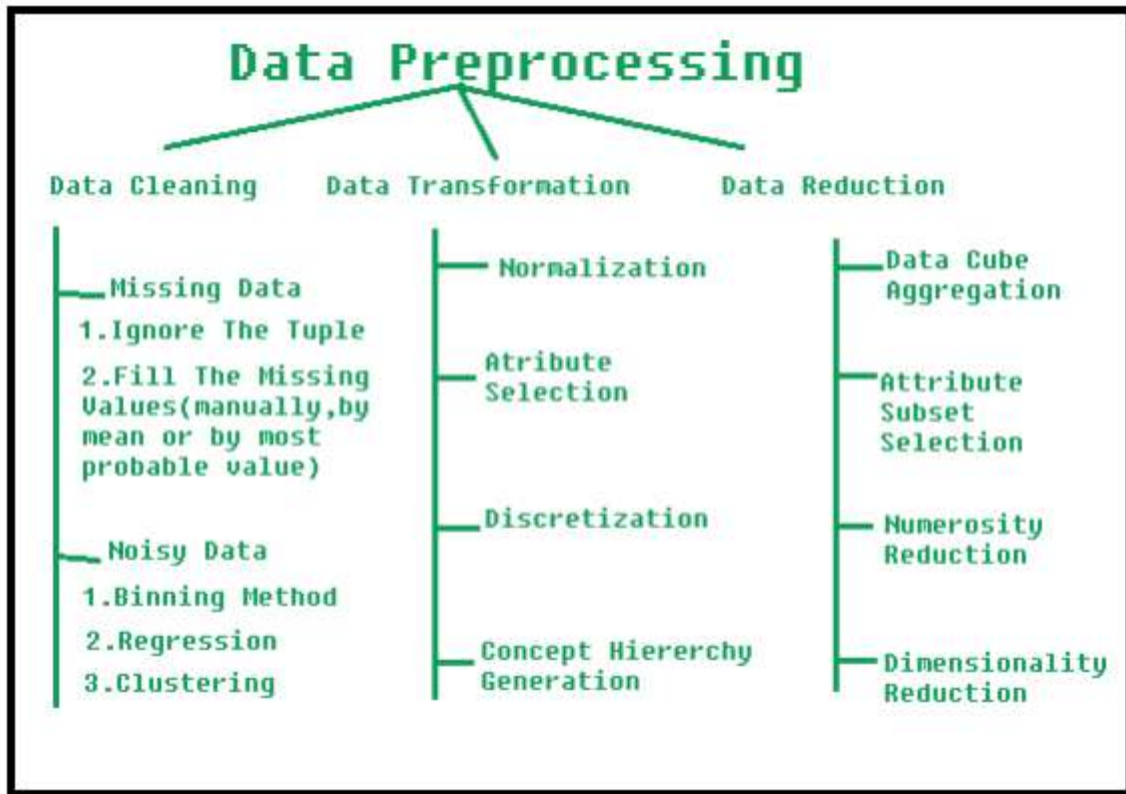 Data Preprocessing
Data Cleaning
Missing Data
1.Ignore The Tuple
2.Fill The Missing
Values(manually,by
mean or by most
probable value)
Noisy Data
1.Binning Method
2.Regression
3.Clustering
Data Transformation
Normalization
Atribute
Selection
Discretization
Concept Hiererchy
Generation
Data Reduction
Data Cube
Aggregation
Attribute
Subset
Selection
Numerosity
Reduction
Dimensionality
Reduction